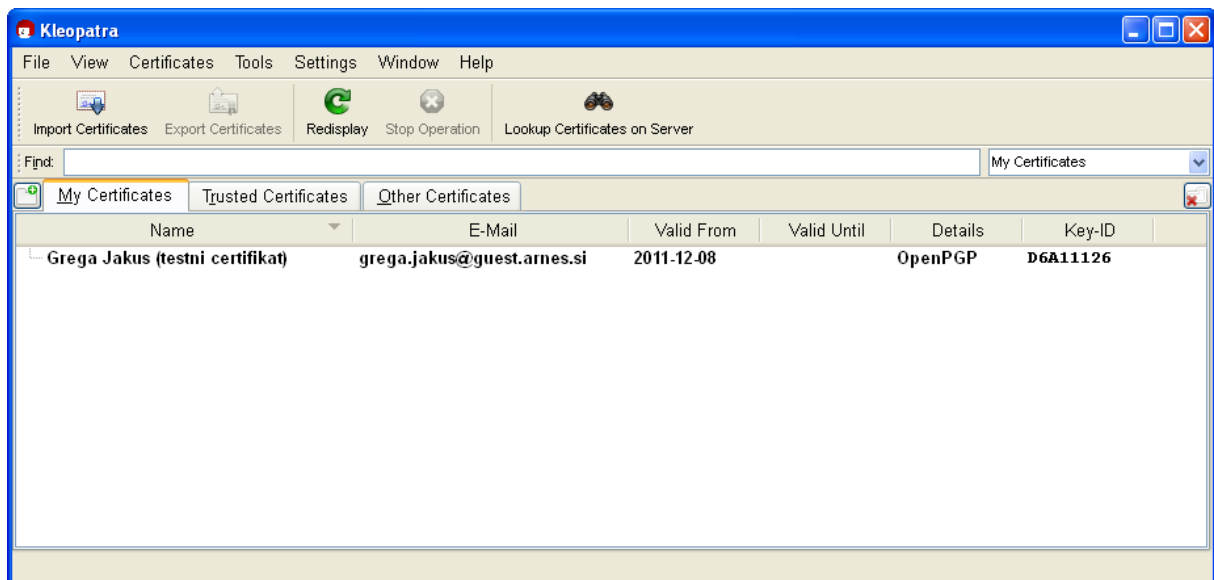 Kleopatra
File View Certificates Tools Settings Window Help
Import Certificates Export Certificates Redisplay Stop Operation Lookup Certificates on Server
Find: My Certificates
My Certificates Trusted Certificates Other Certificates
Name E-Mail Valid From Valid Until Details Key-ID
Grega Jakus (testni certifikat) grega.jakus@guest.arnes.si 2011-12-08 OpenPGP D6A11126